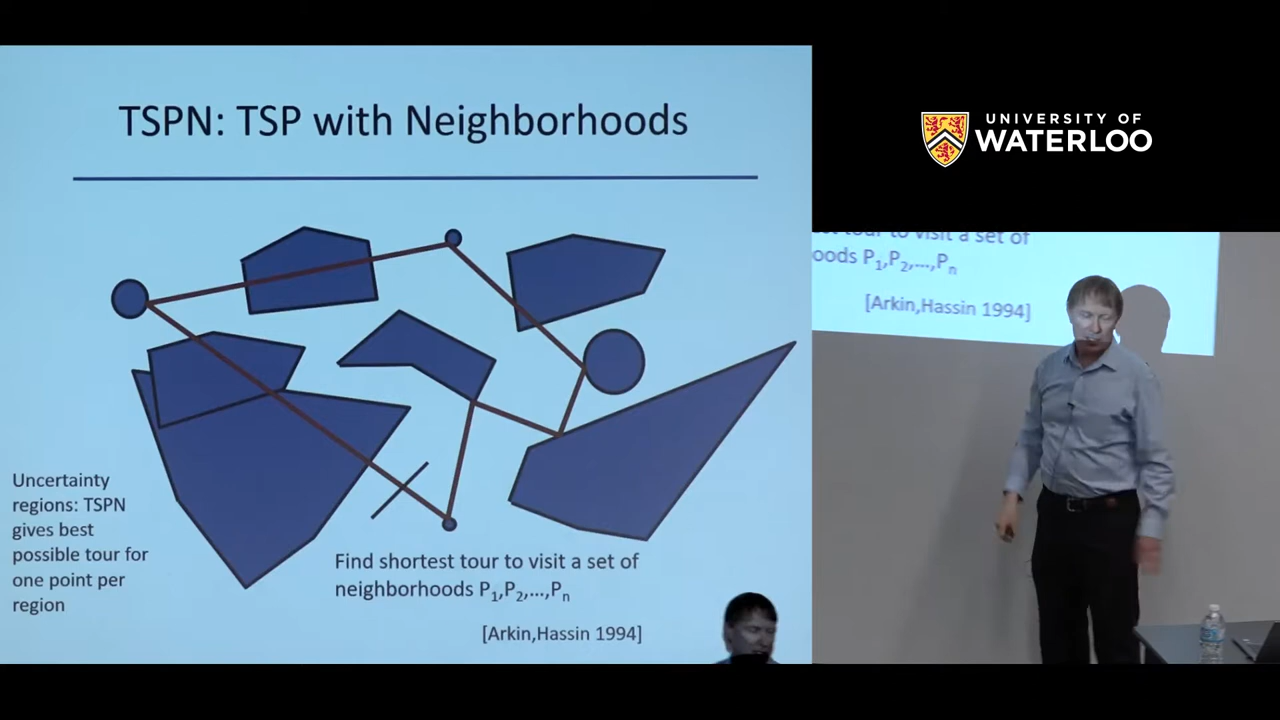 TSPN: TSP with Neighborhoods
Uncertainty
regions: TSPN
gives best
possible tour for
one point per
region
Find shortest tour to visit a set of
neighborhoods P1,P2,...,Pn
[Arkin,Hassin 1994]
UNIVERSITY OF
WATERLOO
tour to visit a set of
oods P1,P2,...,Pn
[Arkin,Hassin 1994]